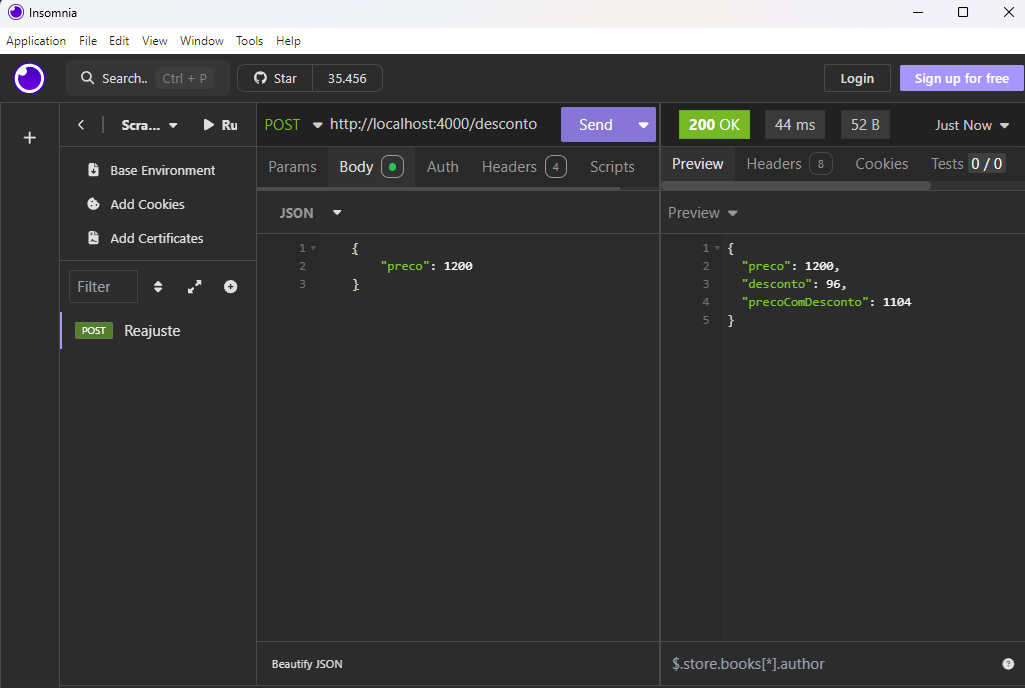 Insomnia
Application File Edit View Window Tools Help
Search.. Ctrl + P Star 35.456 Login Sign up for free
Scra... Ru
POST http://localhost:4000/desconto Send
200 OK 44 ms 52 B Just Now
Base Environment
Add Cookies
Add Certificates
Filter
POST Reajuste
Params Body Auth Headers 4 Scripts
JSON
1 {
2 "preco": 1200
3 }
Beautify JSON
Preview Headers 8 Cookies Tests 0 / 0
Preview
1 {
2 "preco": 1200,
3 "desconto": 96,
4 "precoComDesconto": 1104
5 }
$.store.books[*].author